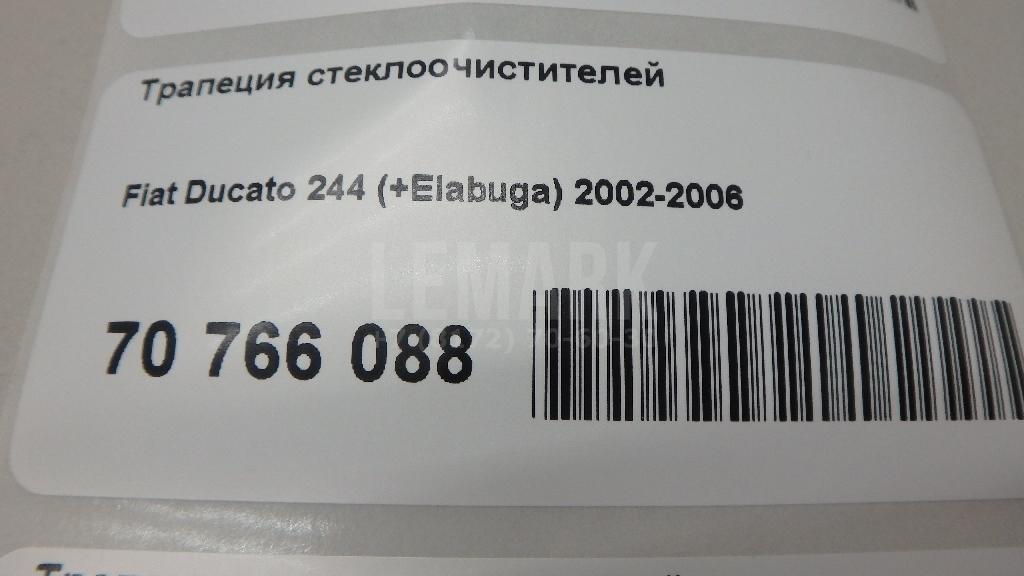 Трапеция стеклоочистителей
Fiat Ducato 244 (+Elabuga) 2002-2006
LEMARK
70 766 088